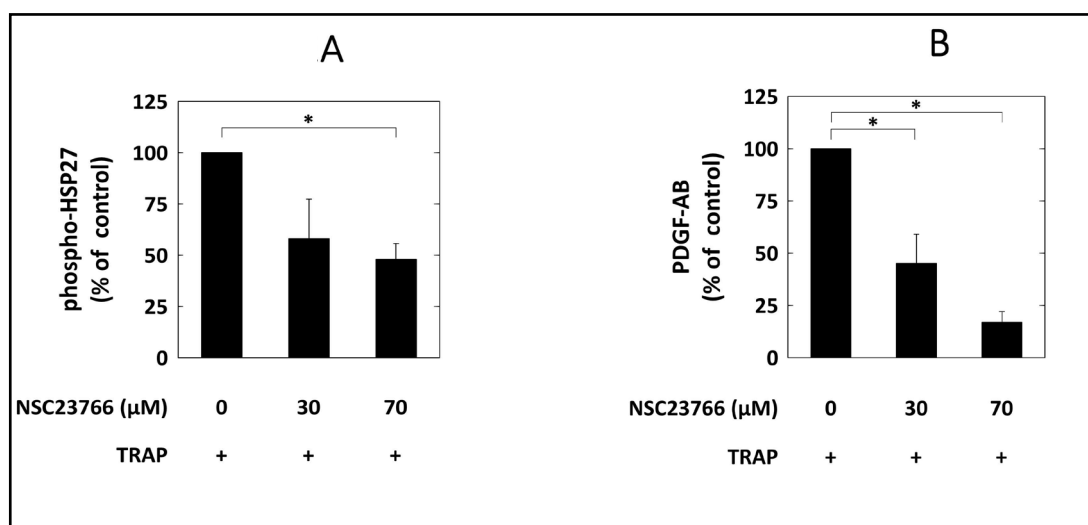 A
phospho-HSP27
(% of control)
125
100
75
50
25
0
*
NSC23766 (µM) 0 30 70
TRAP + + +
B
PDGF-AB
(% of control)
125
100
75
50
25
0
*
*
NSC23766 (µM) 0 30 70
TRAP + + +